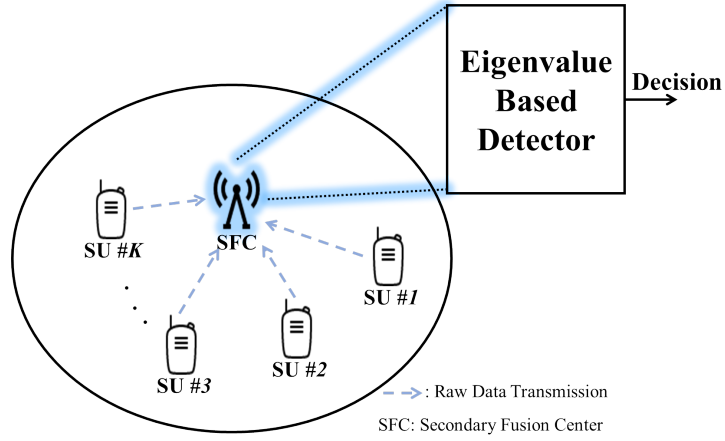 Eigenvalue
Based
Detector
Decision
SFC
SU #K
SU #1
SU #2
SU #3
: Raw Data Transmission
SFC: Secondary Fusion Center